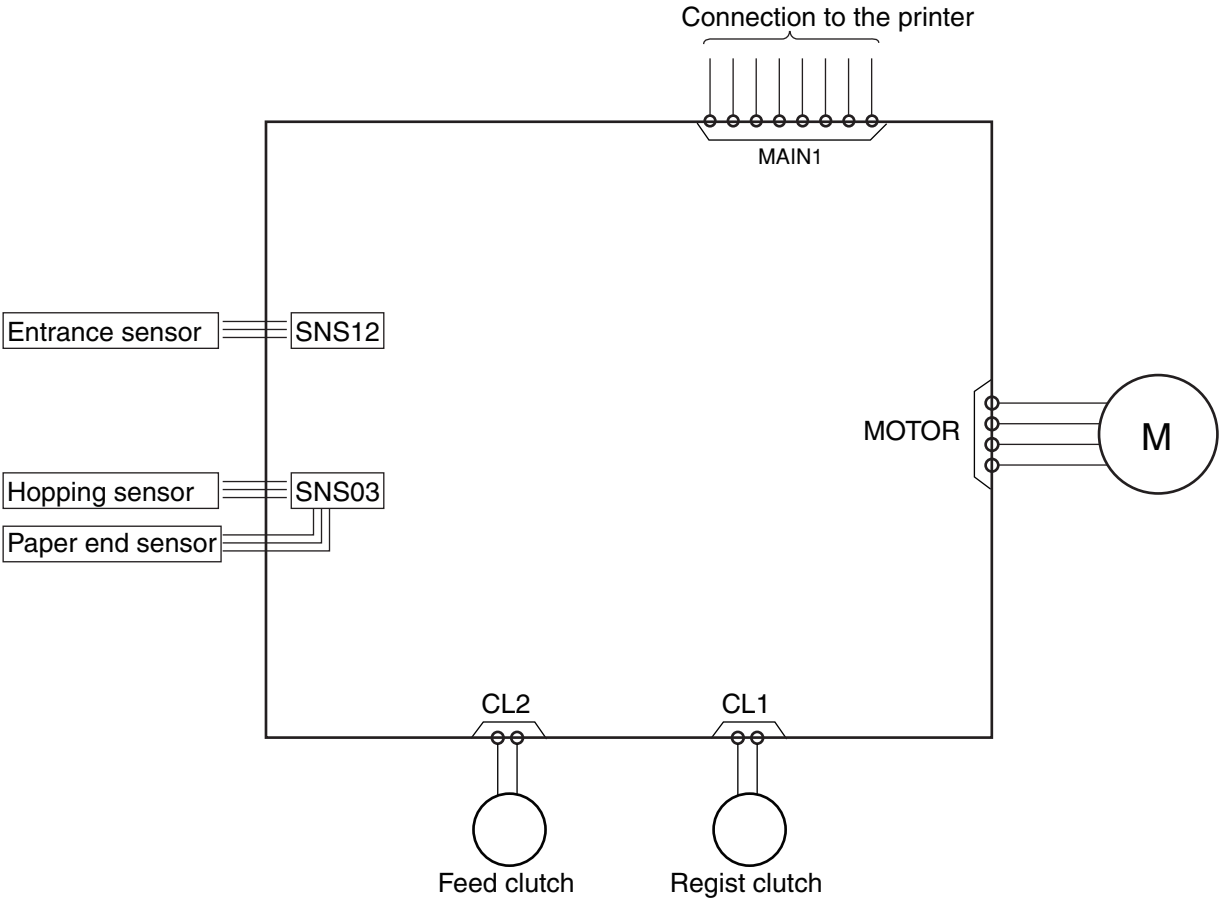 Connection to the printer
MAIN1
Entrance sensor
SNS12
MOTOR
M
Hopping sensor
SNS03
Paper end sensor
CL2
CL1
Feed clutch
Regist clutch